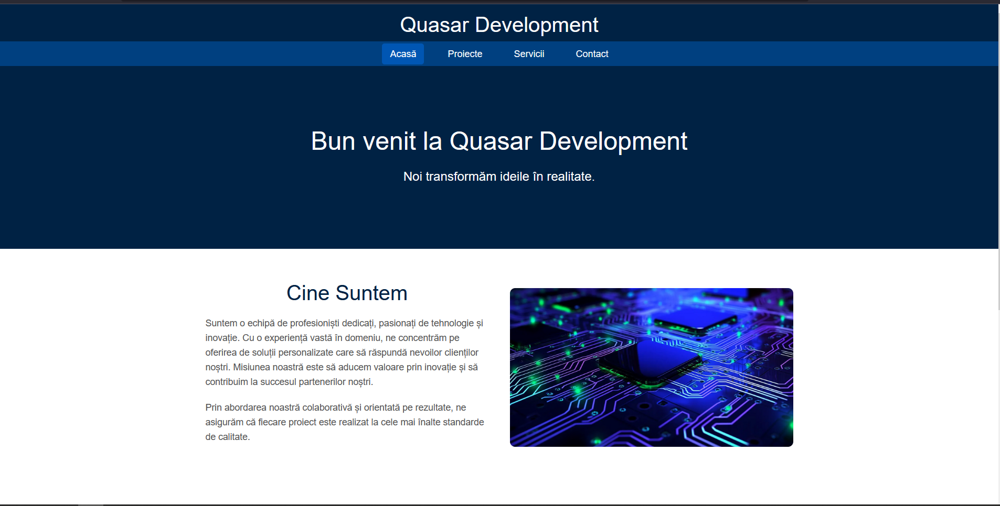 Quasar Development
Acasă Proiecte Servicii Contact
Bun venit la Quasar Development
Noi transformăm ideile în realitate.
Cine Suntem
Suntem o echipă de profesioniști dedicați, pasionați de tehnologie și
inovație. Cu o experiență vastă în domeniu, ne concentrăm pe
oferirea de soluții personalizate care să răspundă nevoilor clienților
noștri. Misiunea noastră este să aducem valoare prin inovație și să
contribuim la succesul partenerilor noștri.
Prin abordarea noastră colaborativă și orientată pe rezultate, ne
asigurăm că fiecare proiect este realizat la cele mai înalte standarde
de calitate.